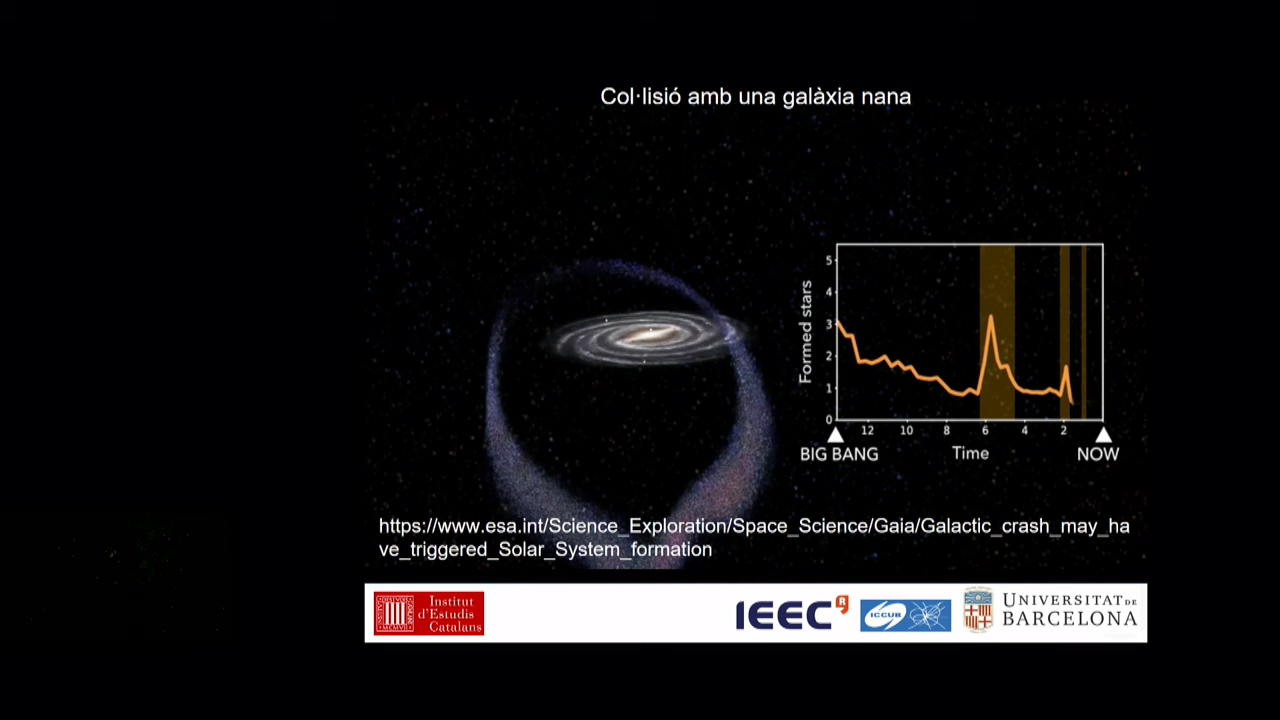 Col·lisió amb una galàxia nana
5
4
3
2
1
0
Formed stars
12 10 8 6 4 2
BIG BANG Time NOW
https://www.esa.int/Science_Exploration/Space_Science/Gaia/Galactic_crash_may_ha
ve_triggered_Solar_System_formation
Institut
d'Estudis
Catalans
IEEC R
ICCUB
UNIVERSITAT DE
BARCELONA